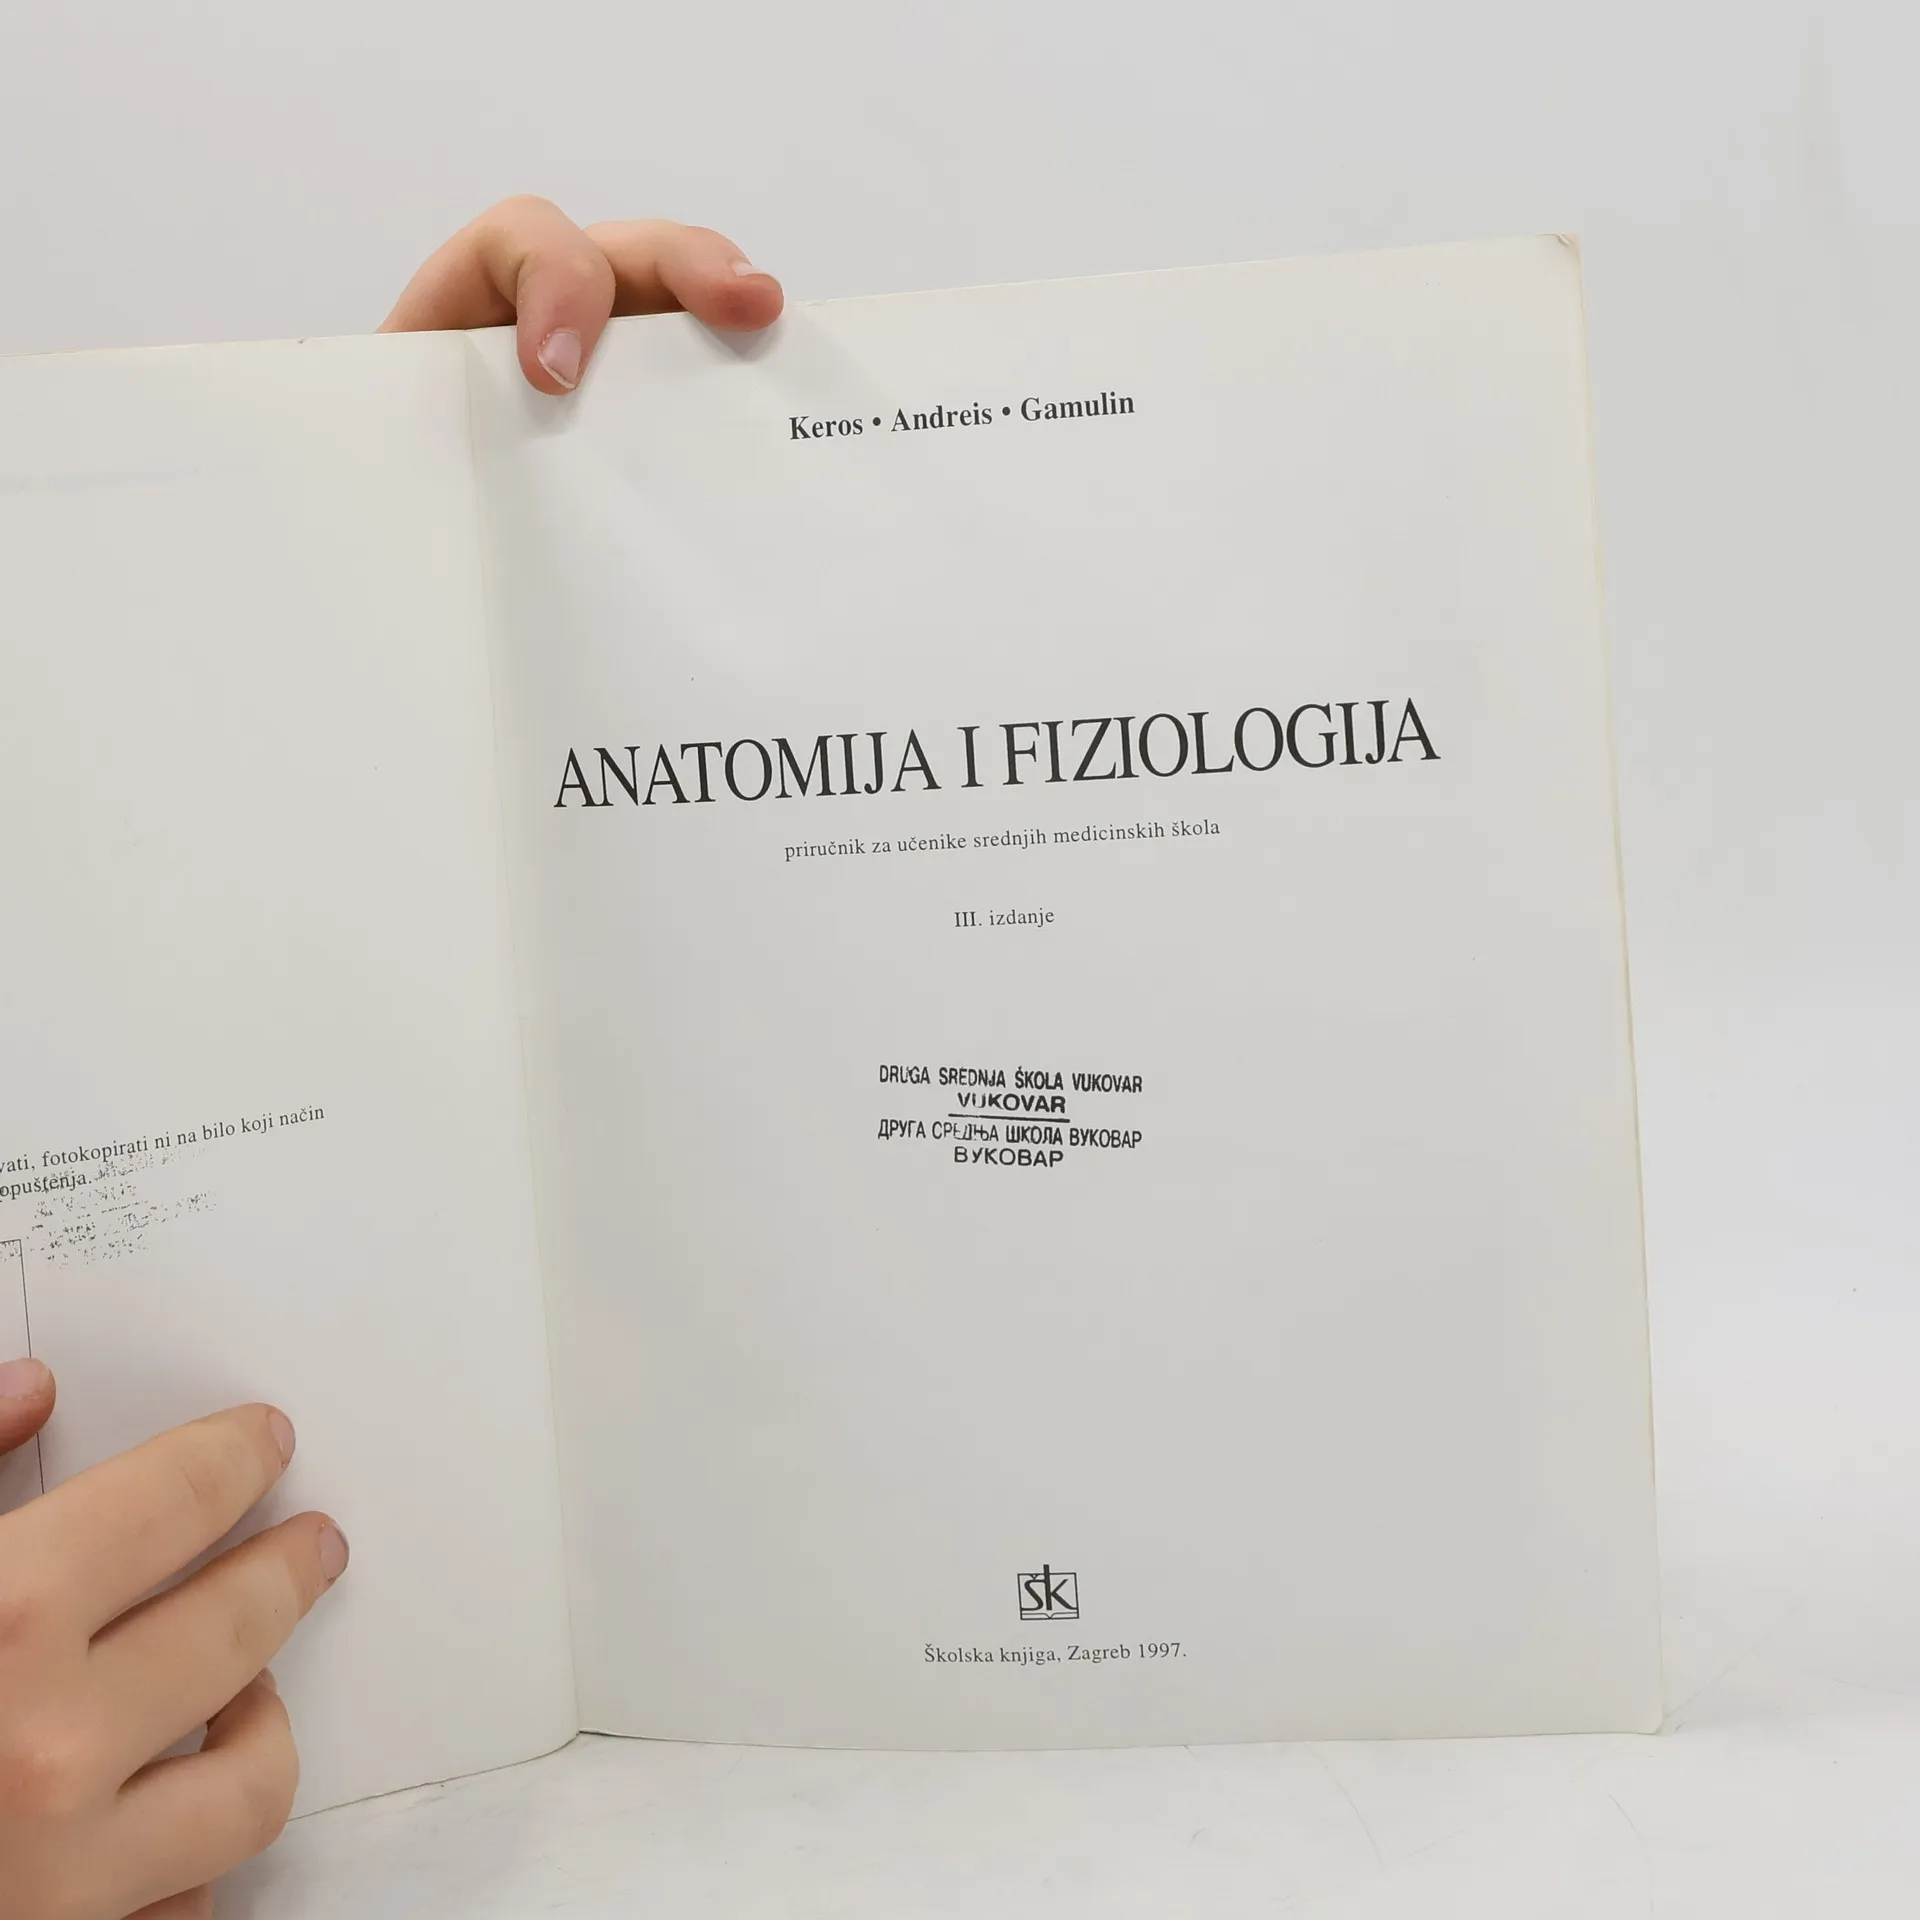 vati, fotokopirati ni na bilo koji način
opuštenja.
Keros • Andreis • Gamulin
ANATOMIJA I FIZIOLOGIJA
priručnik za učenike srednjih medicinskih škola
III. izdanje
DRUGA SREDNJA ŠKOLA VUKOVAR
VUKOVAR
ДРУГА СРЕДЊА ШКОЛА ВУКОВАР
ВУКОВАР
šk
Školska knjiga, Zagreb 1997.